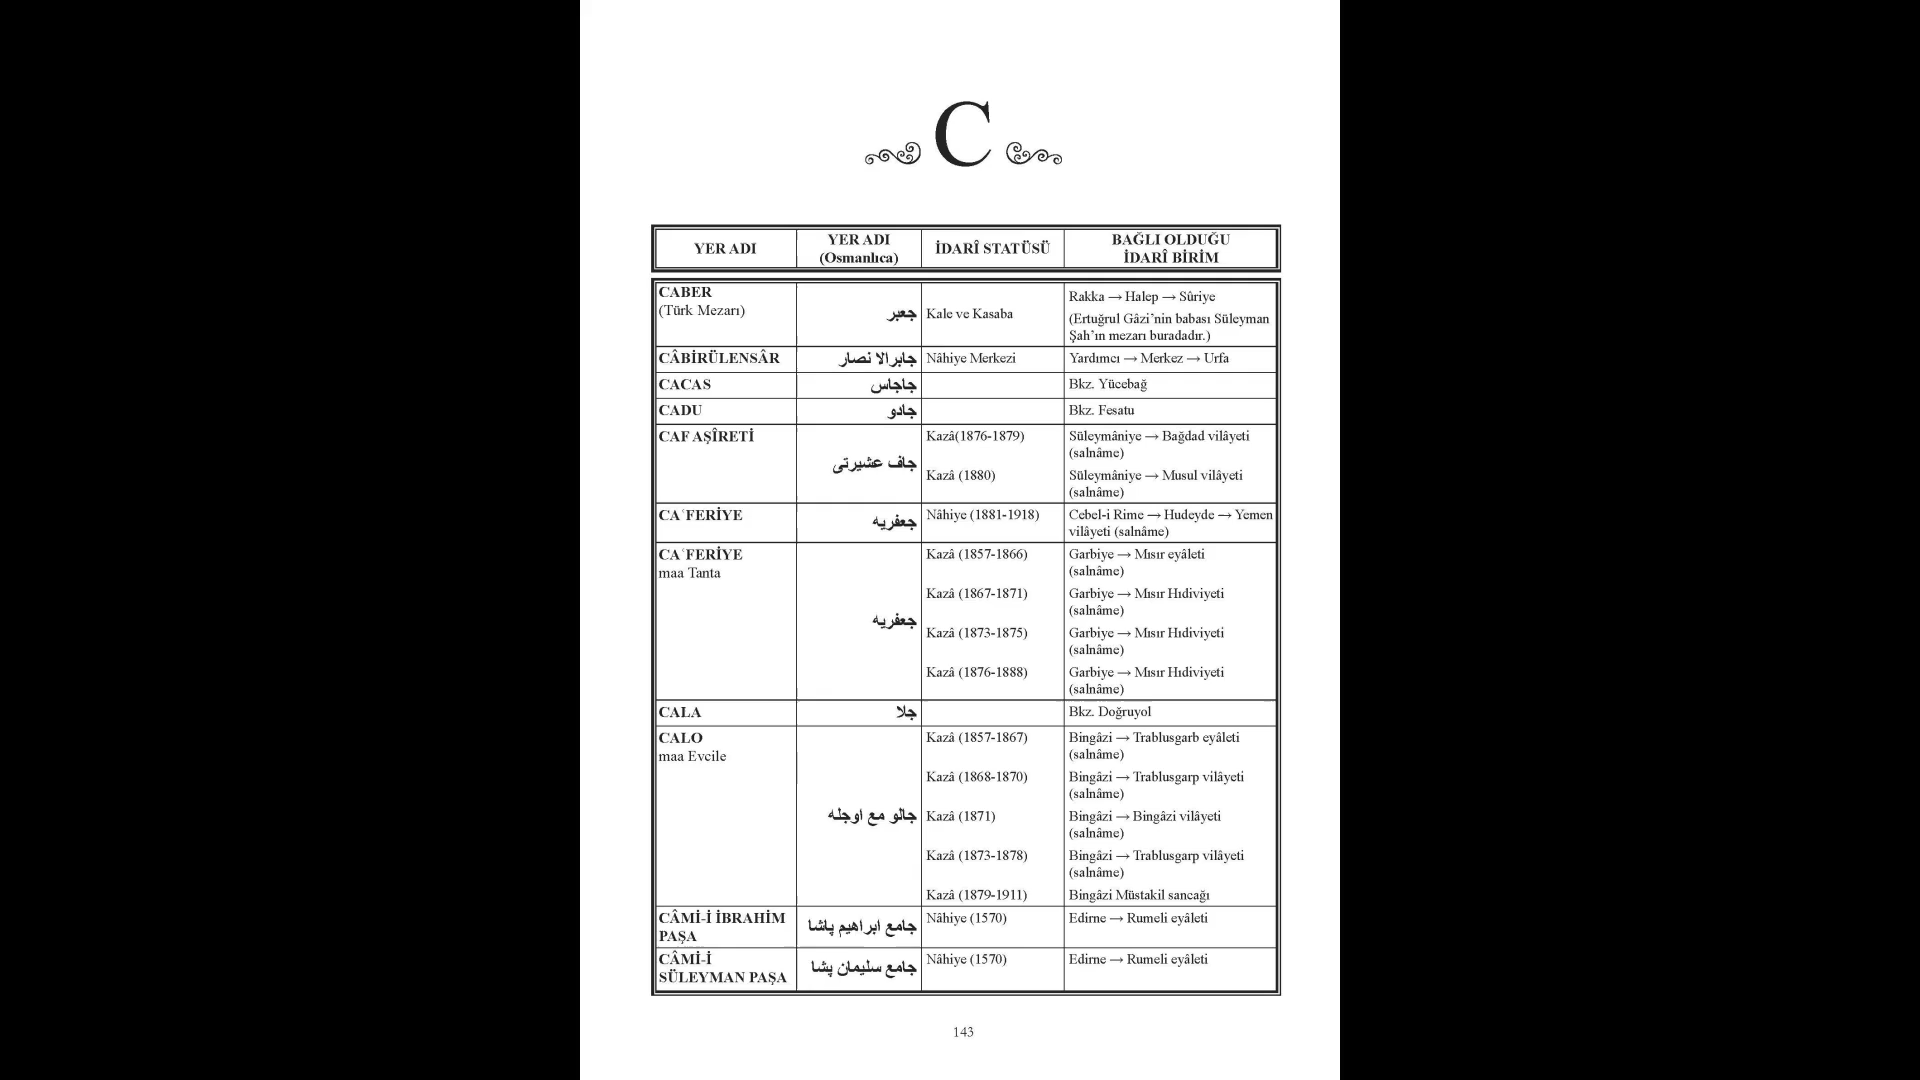 C
YER ADI
YER ADI
(Osmanlıca)
İDARÎ STATÜSÜ
BAĞLI OLDUĞU
İDARÎ BİRİM
CABER
(Türk Mezarı)
جعبر
Kale ve Kasaba
Rakka → Halep → Sûriye
(Ertuğrul Gâzi’nin babası Süleyman
Şah’ın mezarı buradadır.)
CÂBİRÜLENSÂR
جابرالا نصار
Nâhiye Merkezi
Yardımcı → Merkez → Urfa
CACAS
جاجاس
Bkz. Yücebağ
CADU
جادو
Bkz. Fesatu
CAF AŞÎRETİ
جاف عشيرتى
Kazâ(1876-1879)
Süleymâniye → Bağdad vilâyeti
(salnâme)
Kazâ (1880)
Süleymâniye → Musul vilâyeti
(salnâme)
CAʿFERİYE
جعفريه
Nâhiye (1881-1918)
Cebel-i Rime → Hudeyde → Yemen
vilâyeti (salnâme)
CAʿFERİYE
maa Tanta
جعفريه
Kazâ (1857-1866)
Garbiye → Mısır eyâleti
(salnâme)
Kazâ (1867-1871)
Garbiye → Mısır Hıdiviyeti
(salnâme)
Kazâ (1873-1875)
Garbiye → Mısır Hıdiviyeti
(salnâme)
Kazâ (1876-1888)
Garbiye → Mısır Hıdiviyeti
(salnâme)
CALA
جلا
Bkz. Doğruyol
CALO
maa Evcile
جالو مع اوجله
Kazâ (1857-1867)
Bingâzi → Trablusgarb eyâleti
(salnâme)
Kazâ (1868-1870)
Bingâzi → Trablusgarp vilâyeti
(salnâme)
Kazâ (1871)
Bingâzi → Bingâzi vilâyeti
(salnâme)
Kazâ (1873-1878)
Bingâzi → Trablusgarp vilâyeti
(salnâme)
Kazâ (1879-1911)
Bingâzi Müstakil sancağı
CÂMİ-İ İBRAHİM
PAŞA
جامع ابراهيم پاشا
Nâhiye (1570)
Edirne → Rumeli eyâleti
CÂMİ-İ
SÜLEYMAN PAŞA
جامع سليمان پشا
Nâhiye (1570)
Edirne → Rumeli eyâleti
143